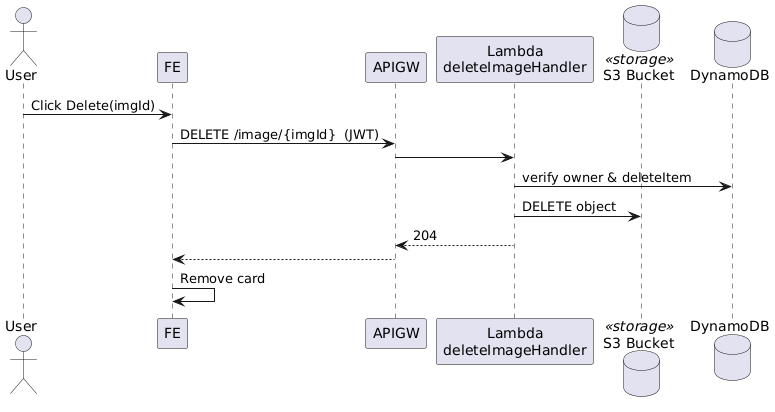 User
FE
APIGW
Lambda
deleteImageHandler
«storage»
S3 Bucket
DynamoDB
Click Delete(imgId)
DELETE /image/{imgId}  (JWT)
verify owner & deleteItem
DELETE object
204
Remove card
User
FE
APIGW
Lambda
deleteImageHandler
«storage»
S3 Bucket
DynamoDB